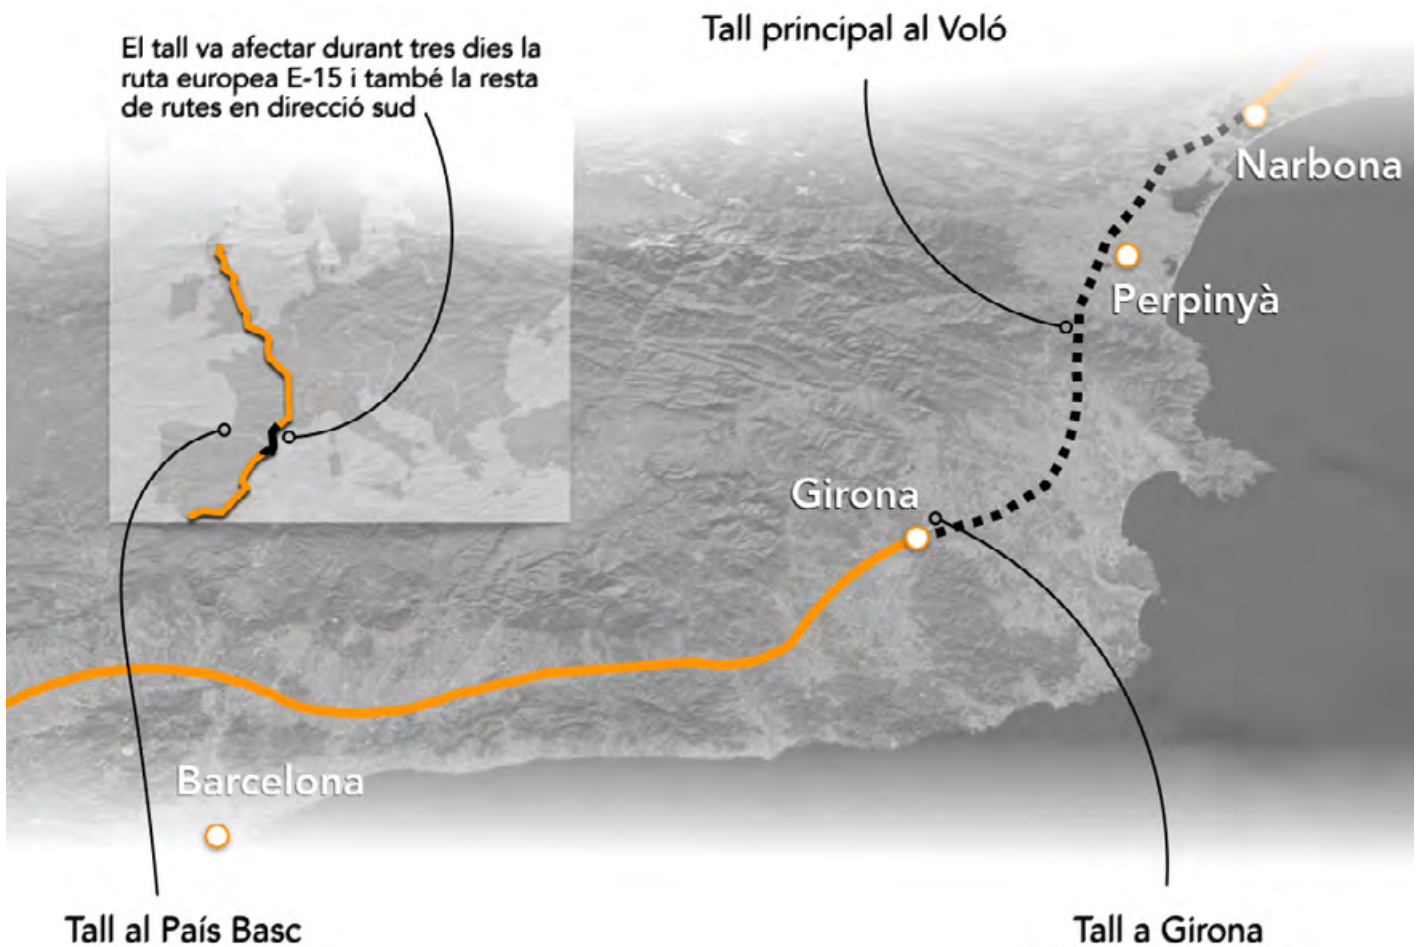 El tall va afectar durant tres dies la
ruta europea E-15 i també la resta
de rutes en direcció sud
Tall principal al Voló
Narbona
Perpinyà
Girona
Barcelona
Tall al País Basc
Tall a Girona